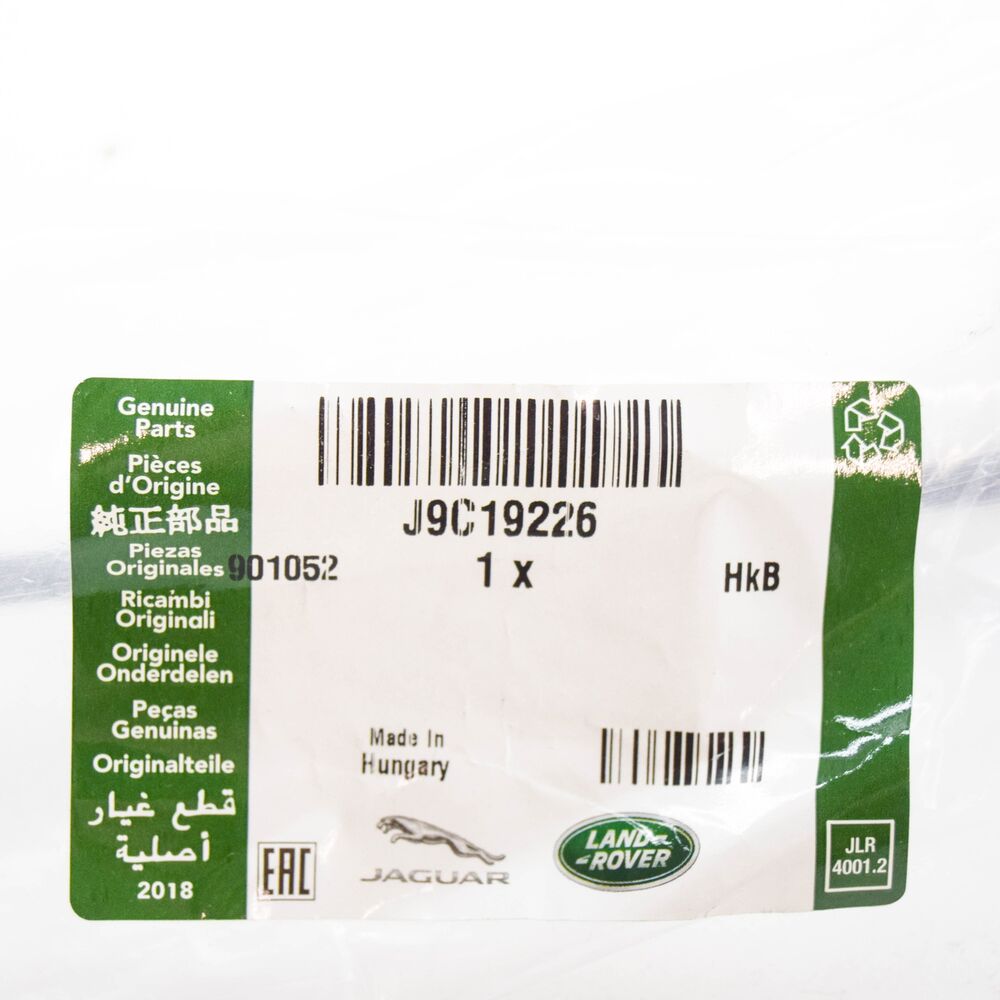 Genuine
Parts
Pièces
d'Origine
純正部品
Piezas
Originales
Ricambi
Originali
Originele
Onderdelen
Peças
Genuinas
Originalteile
قطع غيار
أصلية
2018
J9C19226
901052
1 x
HkB
Made In
Hungary
EAC
JAGUAR
LAND
ROVER
JLR
4001.2